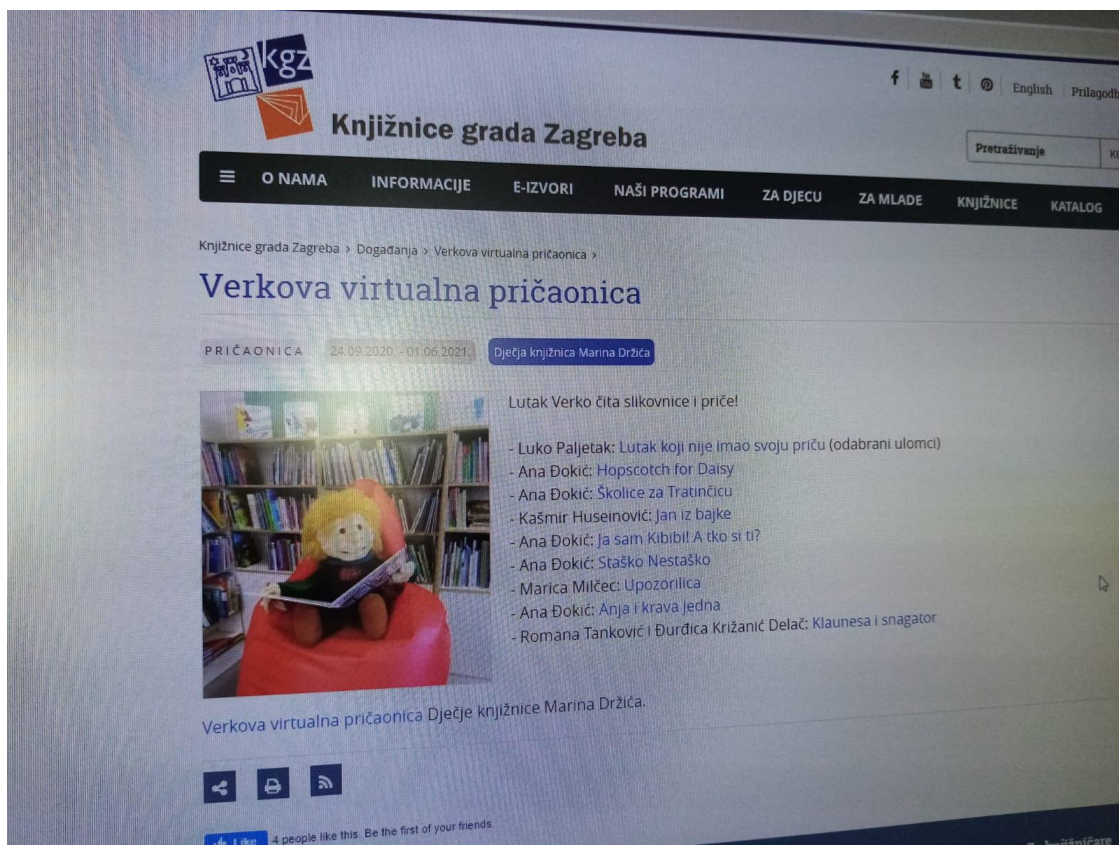 kgz
Knjižnice grada Zagreba
f t English
Pretraživanje
O NAMA INFORMACIJE E-IZVORI NAŠI PROGRAMI ZA DJECU ZA MLADE KNJIŽNICE KATALOG
Knjižnice grada Zagreba > Događanja > Verkova virtualna pričaonica >
Verkova virtualna pričaonica
PRIČAONICA 24.09.2020. - 01.06.2021. Dječja knjižnica Marina Držića
Lutak Verko čita slikovnice i priče!
- Luko Paljetak: Lutak koji nije imao svoju priču (odabrani ulomci)
- Ana Đokić: Hopscotch for Daisy
- Ana Đokić: Školice za Tratinčicu
- Kašmir Huseinović: Jan iz bajke
- Ana Đokić: Ja sam Kibibi! A tko si ti?
- Ana Đokić: Staško Nestaško
- Marica Milčec: Upozorilica
- Ana Đokić: Anja i krava jedna
- Romana Tanković i Đurđica Križanić Delač: Klaunesa i snagator
Verkova virtualna pričaonica Dječje knjižnice Marina Držića.
Like 4 people like this. Be the first of your friends.